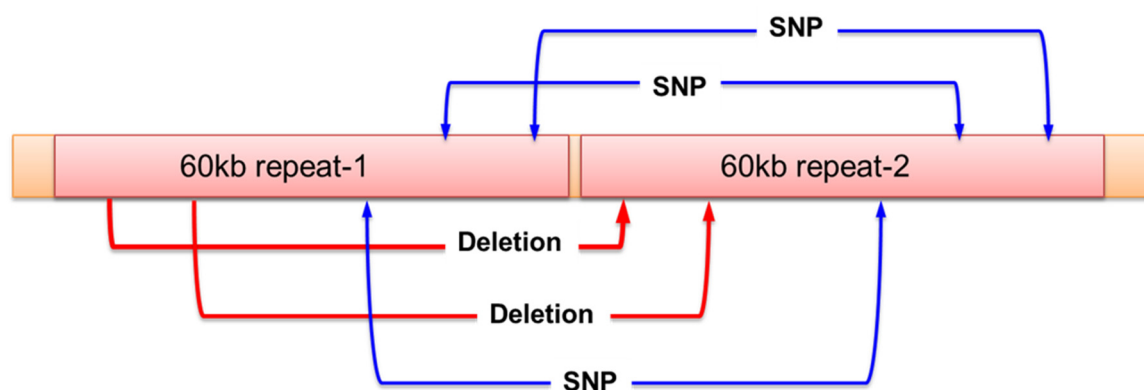 SNP
SNP
60kb repeat-1 60kb repeat-2
Deletion
Deletion
SNP